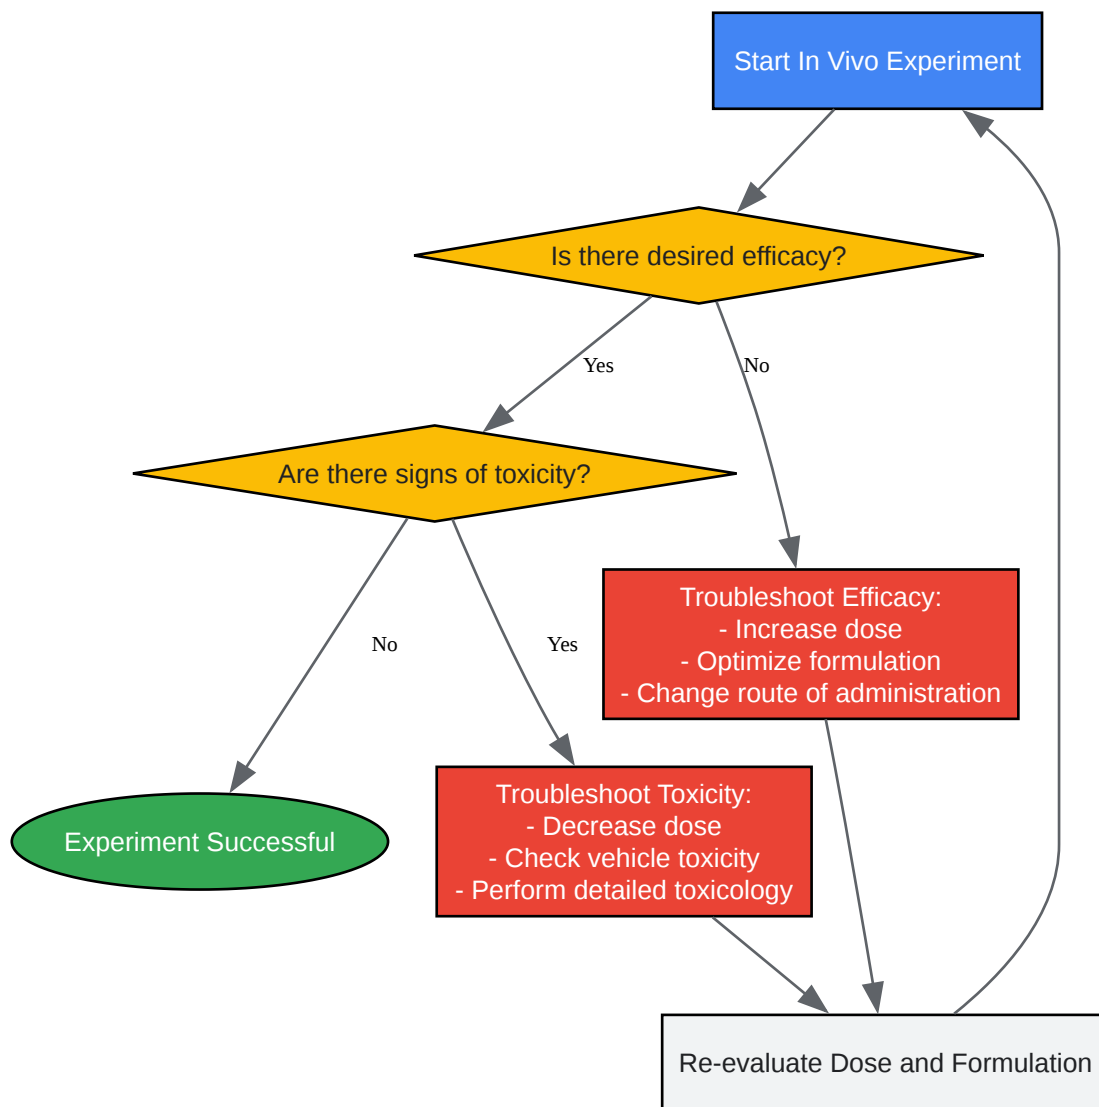 Start In Vivo Experiment
Is there desired efficacy?
Yes
No
Are there signs of toxicity?
No
Yes
Troubleshoot Efficacy:
- Increase dose
- Optimize formulation
- Change route of administration
Experiment Successful
Troubleshoot Toxicity:
- Decrease dose
- Check vehicle toxicity
- Perform detailed toxicology
Re-evaluate Dose and Formulation